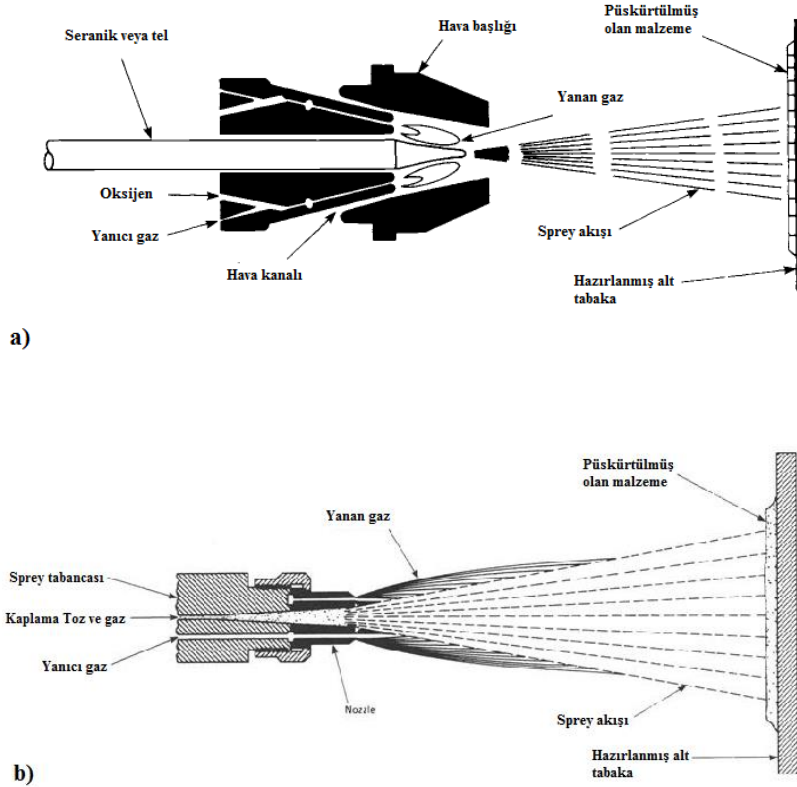 Seranik veya tel
Hava başlığı
Püskürtülmüş
olan malzeme
Yanan gaz
Oksijen
Yanıcı gaz
Hava kanalı
Sprey akışı
Hazırlanmış alt
tabaka
a)
Püskürtülmüş
olan malzeme
Yanan gaz
Sprey tabancası
Kaplama Toz ve gaz
Yanıcı gaz
Nozzle
Sprey akışı
Hazırlanmış alt
tabaka
b)